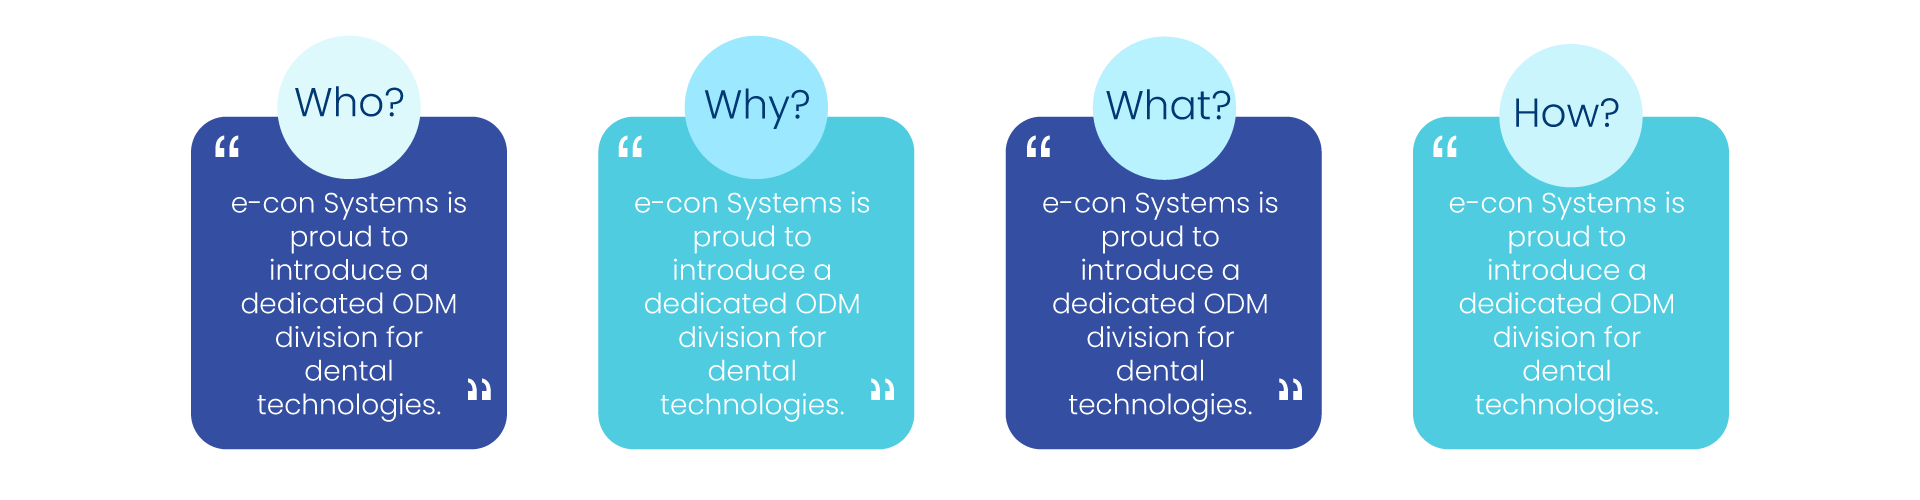 Who?
“
e-con Systems is
proud to
introduce a
dedicated ODM
division for
dental
technologies.
”
Why?
“
e-con Systems is
proud to
introduce a
dedicated ODM
division for
dental
technologies.
”
What?
“
e-con Systems is
proud to
introduce a
dedicated ODM
division for
dental
technologies.
”
How?
“
e-con Systems is
proud to
introduce a
dedicated ODM
division for
dental
technologies.